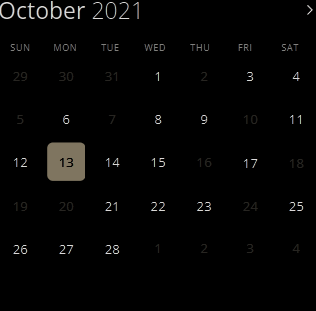 October 2021 >
SUN MON TUE WED THU FRI SAT
29 30 31 1 2 3 4
5 6 7 8 9 10 11
12 13 14 15 16 17 18
19 20 21 22 23 24 25
26 27 28 1 2 3 4